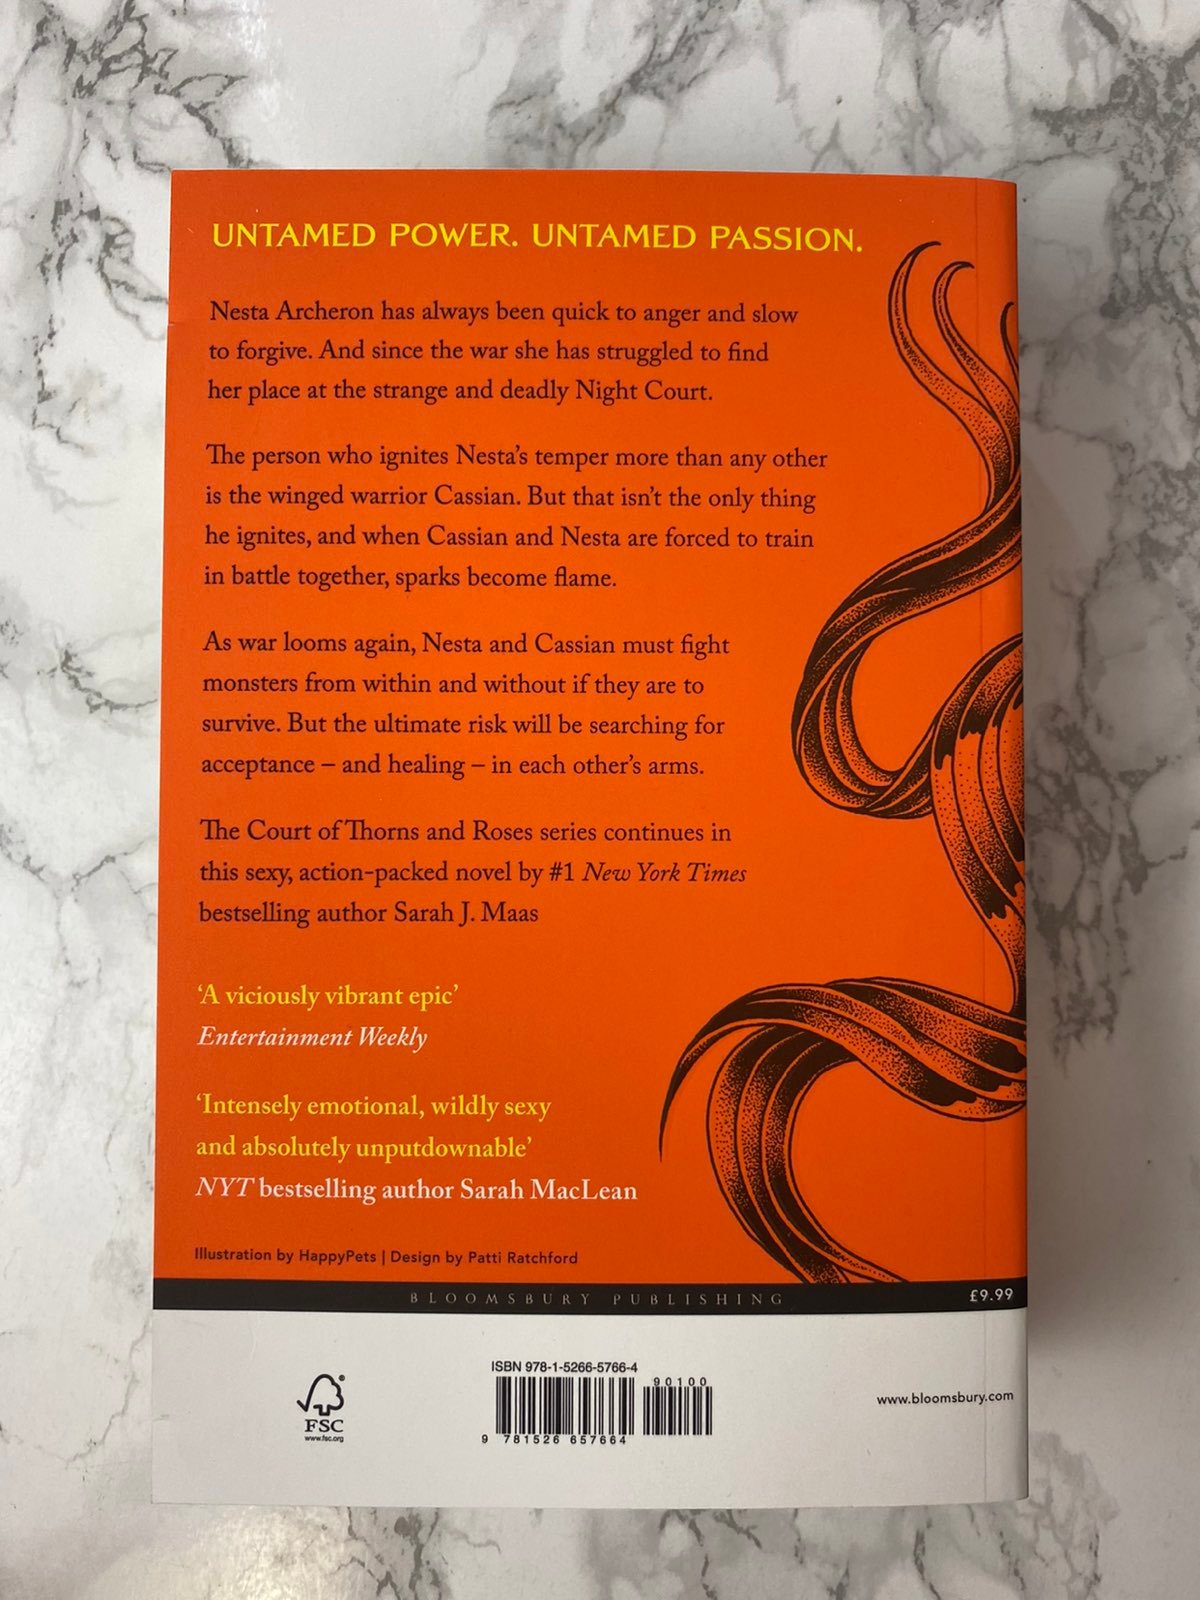 UNTAMED POWER. UNTAMED PASSION.
Nesta Archeron has always been quick to anger and slow
to forgive. And since the war she has struggled to find
her place at the strange and deadly Night Court.
The person who ignites Nesta's temper more than any other
is the winged warrior Cassian. But that isn't the only thing
he ignites, and when Cassian and Nesta are forced to train
in battle together, sparks become flame.
As war looms again, Nesta and Cassian must fight
monsters from within and without if they are to
survive. But the ultimate risk will be searching for
acceptance – and healing – in each other's arms.
The Court of Thorns and Roses series continues in
this sexy, action-packed novel by #1 New York Times
bestselling author Sarah J. Maas
‘A viciously vibrant epic’
Entertainment Weekly
‘Intensely emotional, wildly sexy
and absolutely unputdownable’
NYT bestselling author Sarah MacLean
Illustration by HappyPets | Design by Patti Ratchford
BLOOMSBURY PUBLISHING £9.99
ISBN 978-1-5266-5766-4
90100
www.bloomsbury.com
FSC
www.fsc.org
9 781526 657664